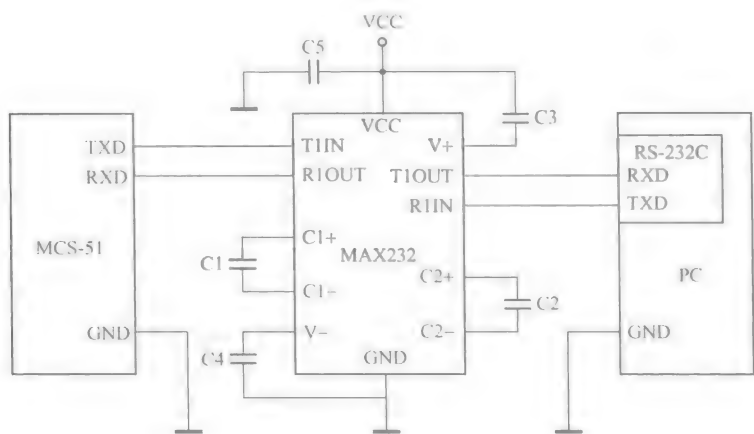 VCC
C5
VCC
C3
V+
TXD
T1IN
RS-232C
RXD
R1OUT
T1OUT
RXD
R1IN
TXD
C1+
MCS-51
C1
MAX232
C2+
PC
C1−
C2
V−
C2−
GND
GND
C4
GND